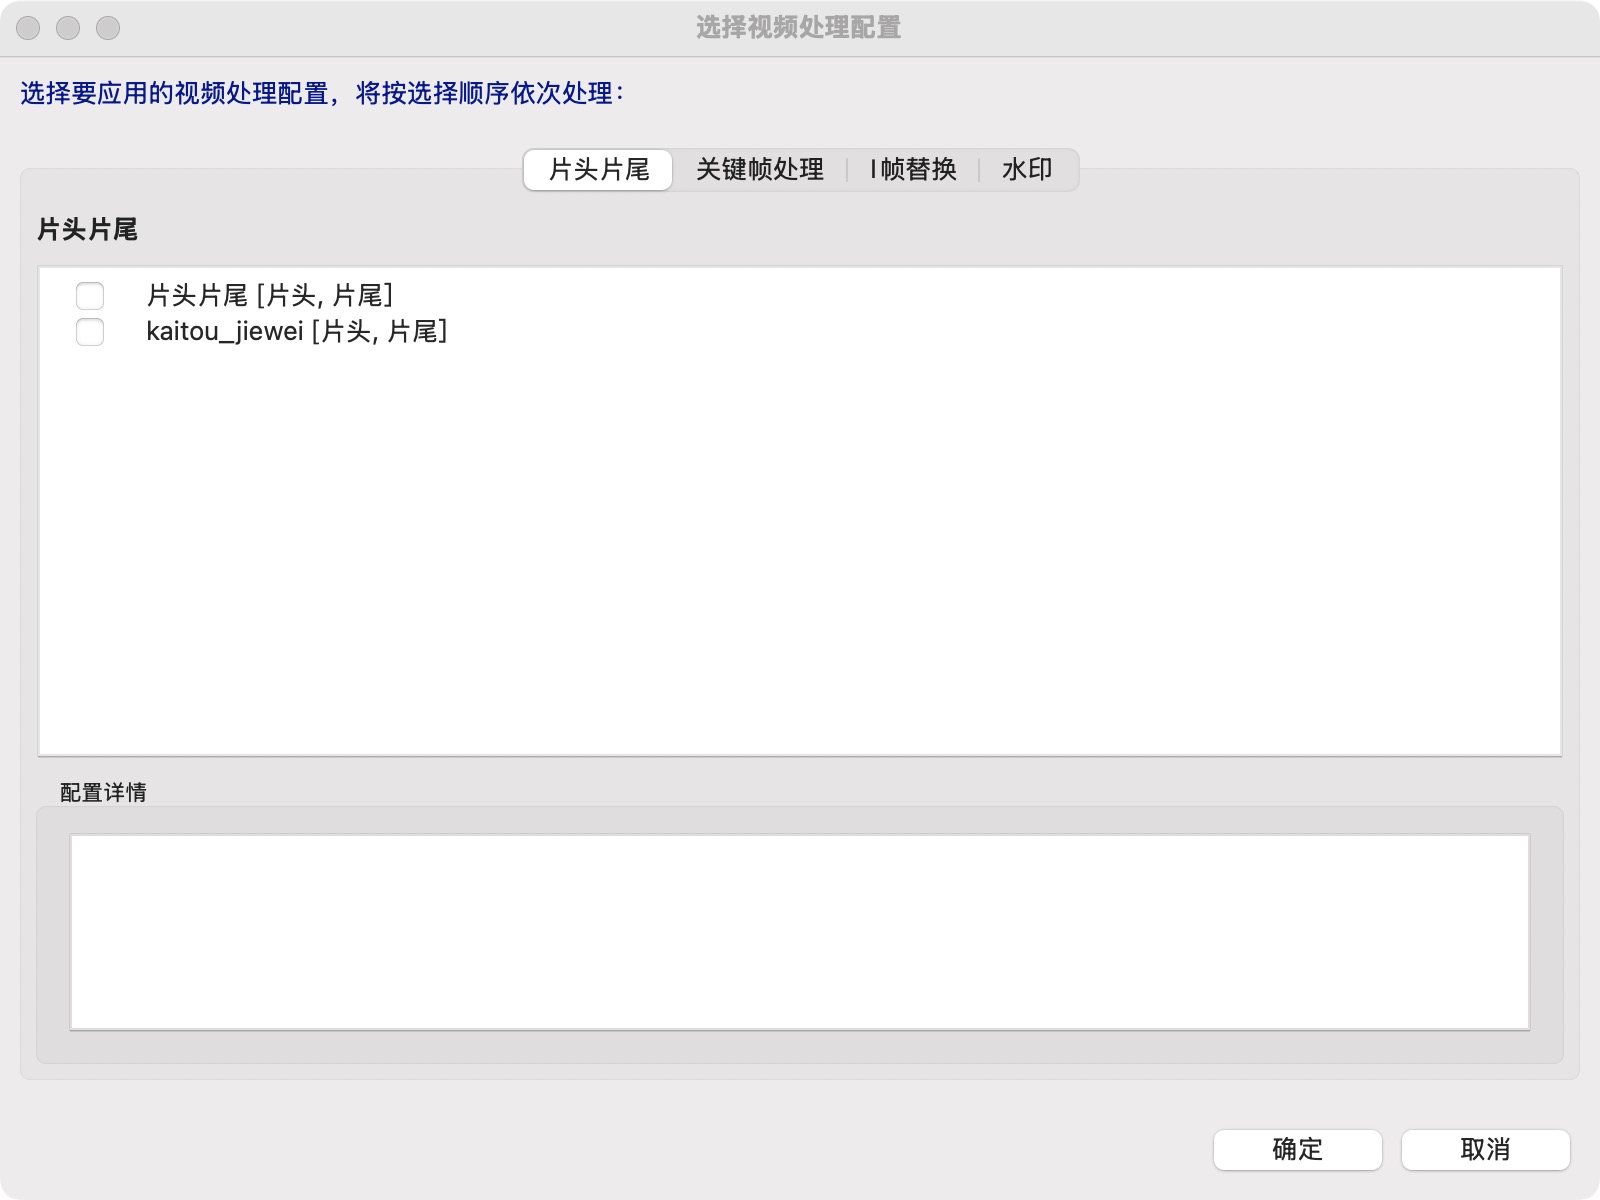 选择视频处理配置
选择要应用的视频处理配置，将按选择顺序依次处理：
片头片尾 关键帧处理 I帧替换 水印
片头片尾
片头片尾 [片头, 片尾]
kaitou_jiewei [片头, 片尾]
配置详情
确定 取消